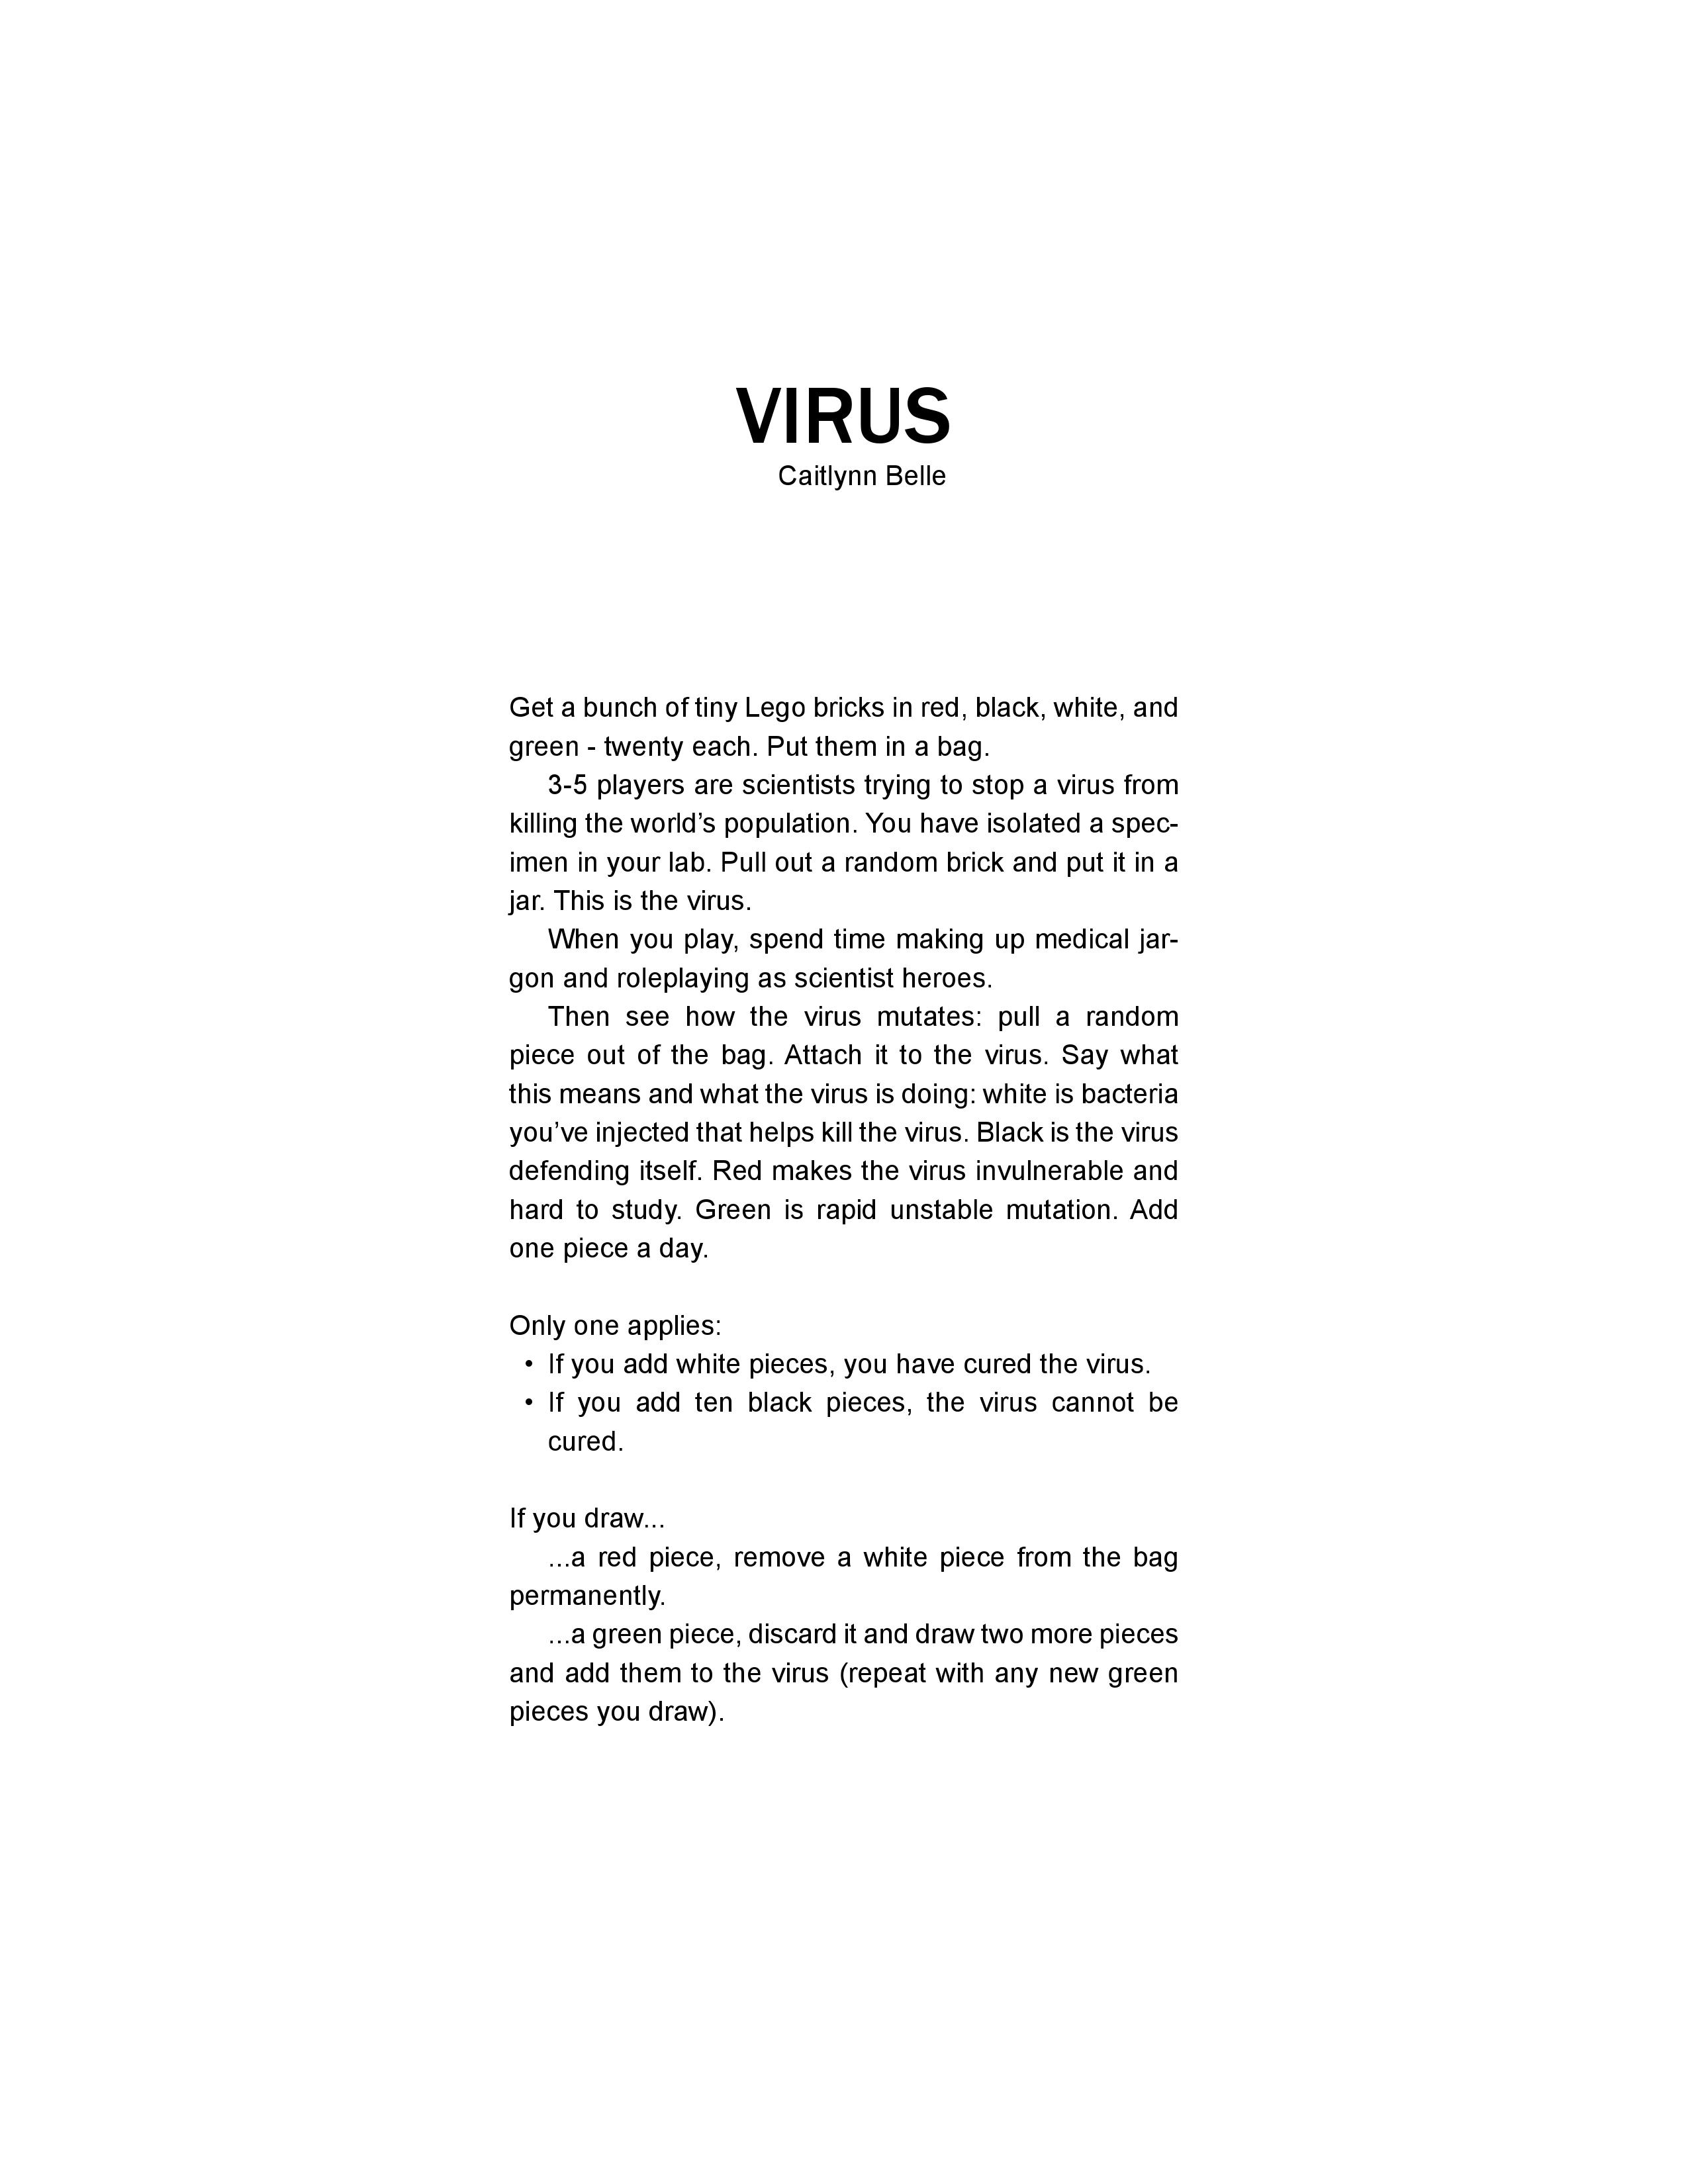 VIRUS
Caitlynn Belle
Get a bunch of tiny Lego bricks in red, black, white, and
green - twenty each. Put them in a bag.
3-5 players are scientists trying to stop a virus from
killing the world’s population. You have isolated a spec-
imen in your lab. Pull out a random brick and put it in a
jar. This is the virus.
When you play, spend time making up medical jar-
gon and roleplaying as scientist heroes.
Then see how the virus mutates: pull a random
piece out of the bag. Attach it to the virus. Say what
this means and what the virus is doing: white is bacteria
you’ve injected that helps kill the virus. Black is the virus
defending itself. Red makes the virus invulnerable and
hard to study. Green is rapid unstable mutation. Add
one piece a day.
Only one applies:
• If you add white pieces, you have cured the virus.
• If you add ten black pieces, the virus cannot be
cured.
If you draw...
...a red piece, remove a white piece from the bag
permanently.
...a green piece, discard it and draw two more pieces
and add them to the virus (repeat with any new green
pieces you draw).